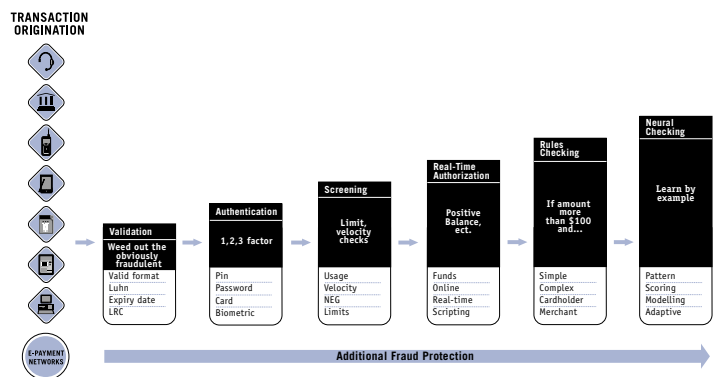 TRANSACTION
ORIGINATION
E-PAYMENT
NETWORKS
Validation
Weed out the
obviously
fraudulent
Valid format
Luhn
Expiry date
LRC
Authentication
1,2,3 factor
Pin
Password
Card
Biometric
Screening
Limit,
velocity
checks
Usage
Velocity
NEG
Limits
Real-Time
Authorization
Positive
Balance,
ect.
Funds
Online
Real-time
Scripting
Rules
Checking
If amount
more
than $100
and...
Simple
Complex
Cardholder
Merchant
Neural
Checking
Learn by
example
Pattern
Scoring
Modelling
Adaptive
Additional Fraud Protection